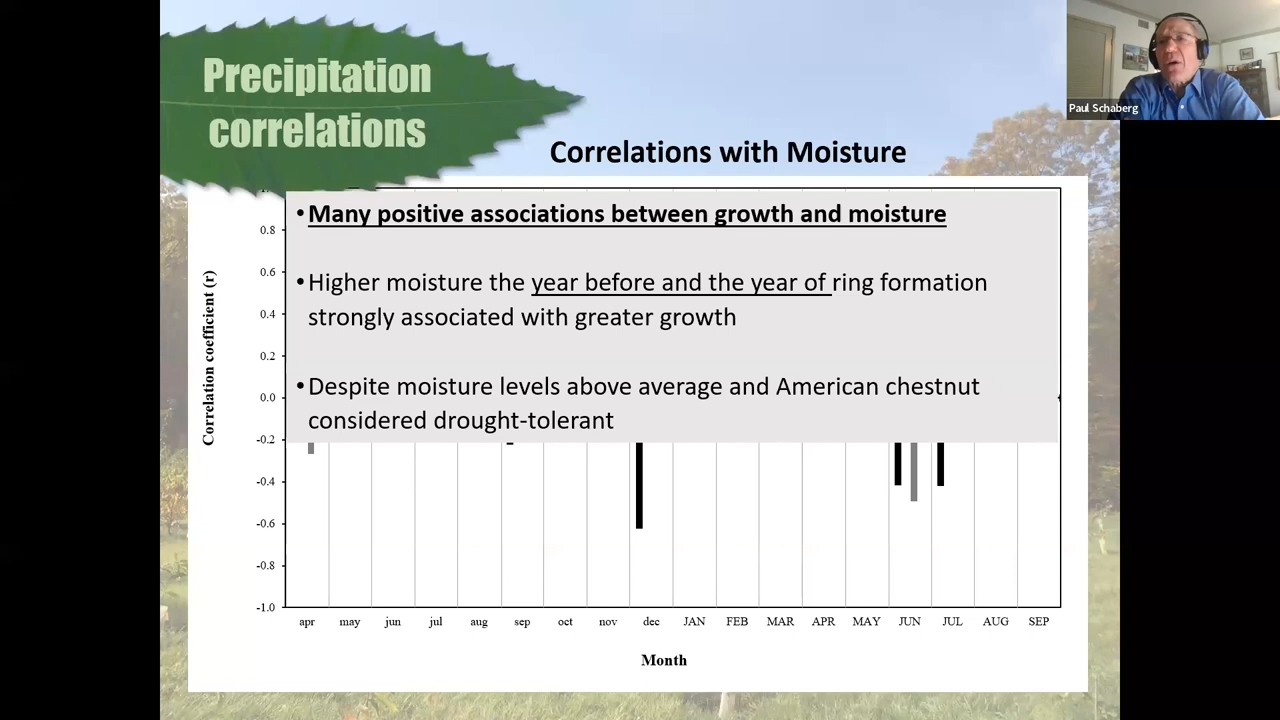 Precipitation
correlations
Paul Schaberg
Correlations with Moisture
•Many positive associations between growth and moisture
•Higher moisture the year before and the year of ring formation
strongly associated with greater growth
•Despite moisture levels above average and American chestnut
considered drought-tolerant
Correlation coefficient (r)
0.8
0.6
0.4
0.2
0.0
-0.2
-0.4
-0.6
-0.8
-1.0
apr may jun jul aug sep oct nov dec JAN FEB MAR APR MAY JUN JUL AUG SEP
Month